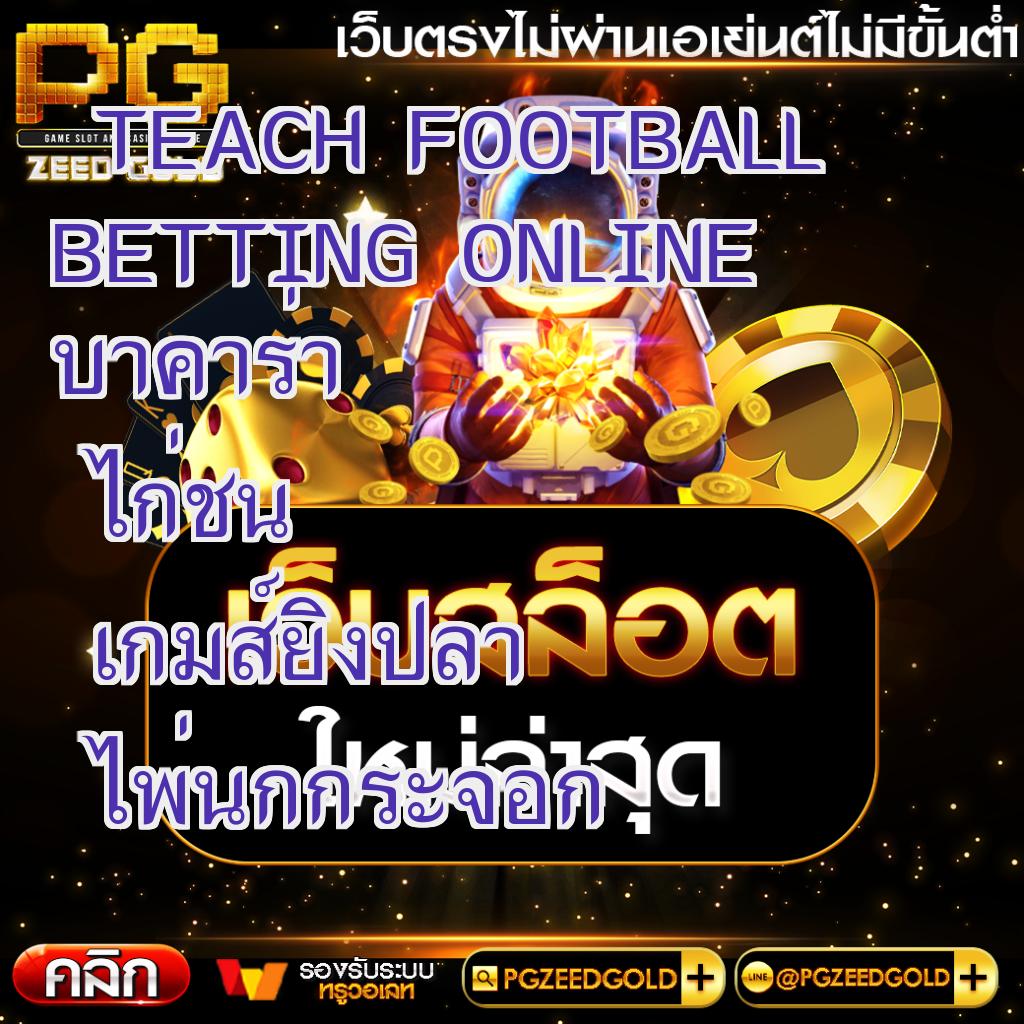 เว็บตรงไม่ผ่านเอเย่นต์ไม่มีขั้นต่ำ
PG
GAME SLOT AND
ZEED GOLD
TEACH FOOTBALL
BETTING ONLINE
บาคาร่า
ไก่ชน
เกมส์ยิงปลา
ไพ่นกกระจอก
เว็บสล็อต
ใหม่ล่าสุด
คลิก
รองรับระบบ
ทรูวอเลท
PGZEEDGOLD
LINE @PGZEEDGOLD